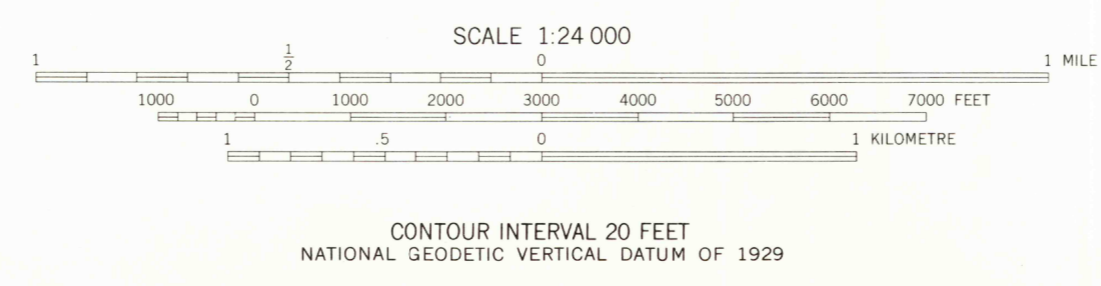 SCALE 1:24 000
1 1/2 0 1 MILE
1000 0 1000 2000 3000 4000 5000 6000 7000 FEET
1 .5 0 1 KILOMETRE
CONTOUR INTERVAL 20 FEET
NATIONAL GEODETIC VERTICAL DATUM OF 1929